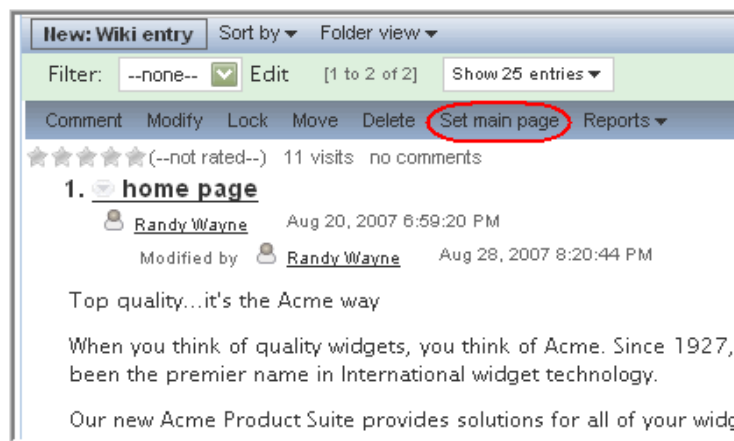 New: Wiki entry Sort by Folder view
Filter: --none-- Edit [1 to 2 of 2] Show 25 entries
Comment Modify Lock Move Delete Set main page Reports
(--not rated--) 11 visits no comments
1. home page
Randy Wayne Aug 20, 2007 6:59:20 PM
Modified by Randy Wayne Aug 28, 2007 8:20:44 PM
Top quality...it's the Acme way
When you think of quality widgets, you think of Acme. Since 1927,
been the premier name in International widget technology.
Our new Acme Product Suite provides solutions for all of your